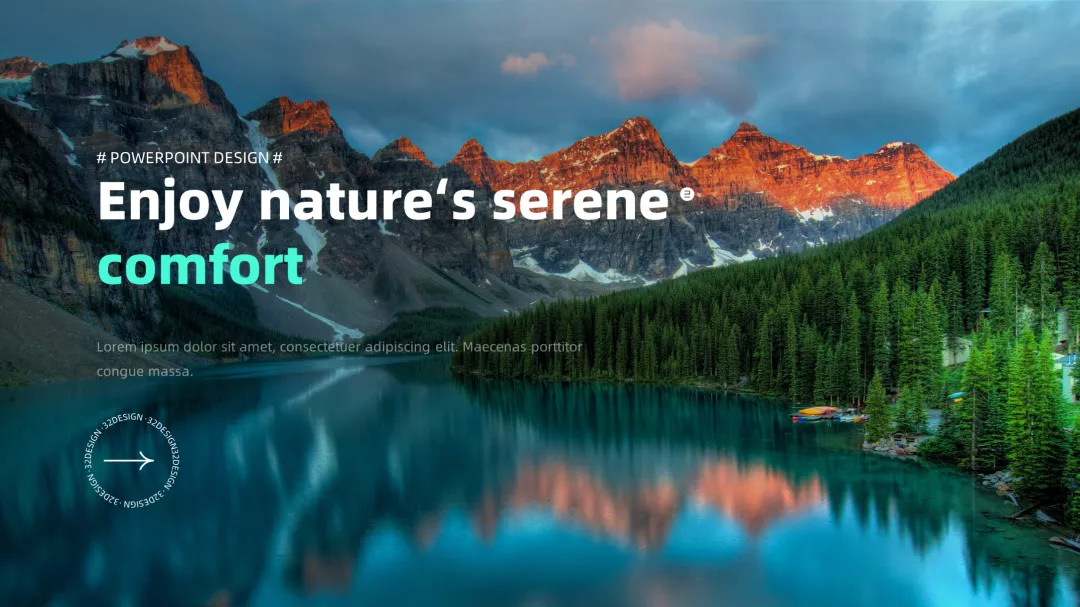 # POWERPOINT DESIGN #
Enjoy nature‘s serene
comfort
Lorem ipsum dolor sit amet, consectetuer adipiscing elit. Maecenas porttitor
congue massa.
32DESIGN · 32DESIGN32DESIGN · 32DESIGN · 32DESIGN · 32DESIGN ·